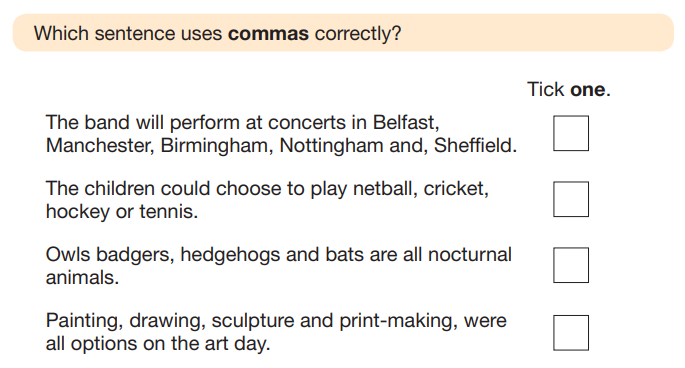 Which sentence uses commas correctly?
Tick one.
The band will perform at concerts in Belfast,
Manchester, Birmingham, Nottingham and, Sheffield.
The children could choose to play netball, cricket,
hockey or tennis.
Owls badgers, hedgehogs and bats are all nocturnal
animals.
Painting, drawing, sculpture and print-making, were
all options on the art day.